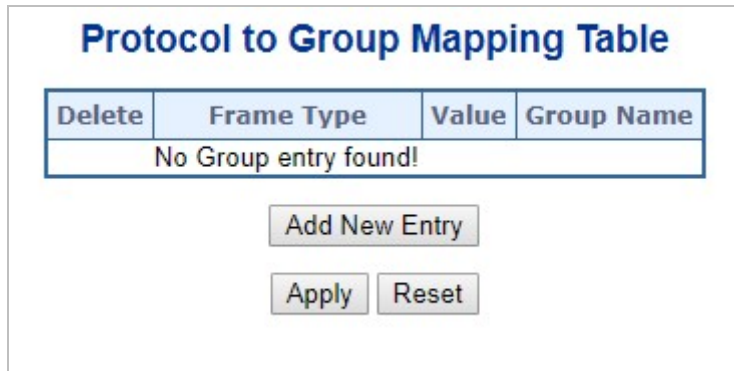 Protocol to Group Mapping Table
Delete Frame Type Value Group Name
No Group entry found!
Add New Entry
Apply Reset